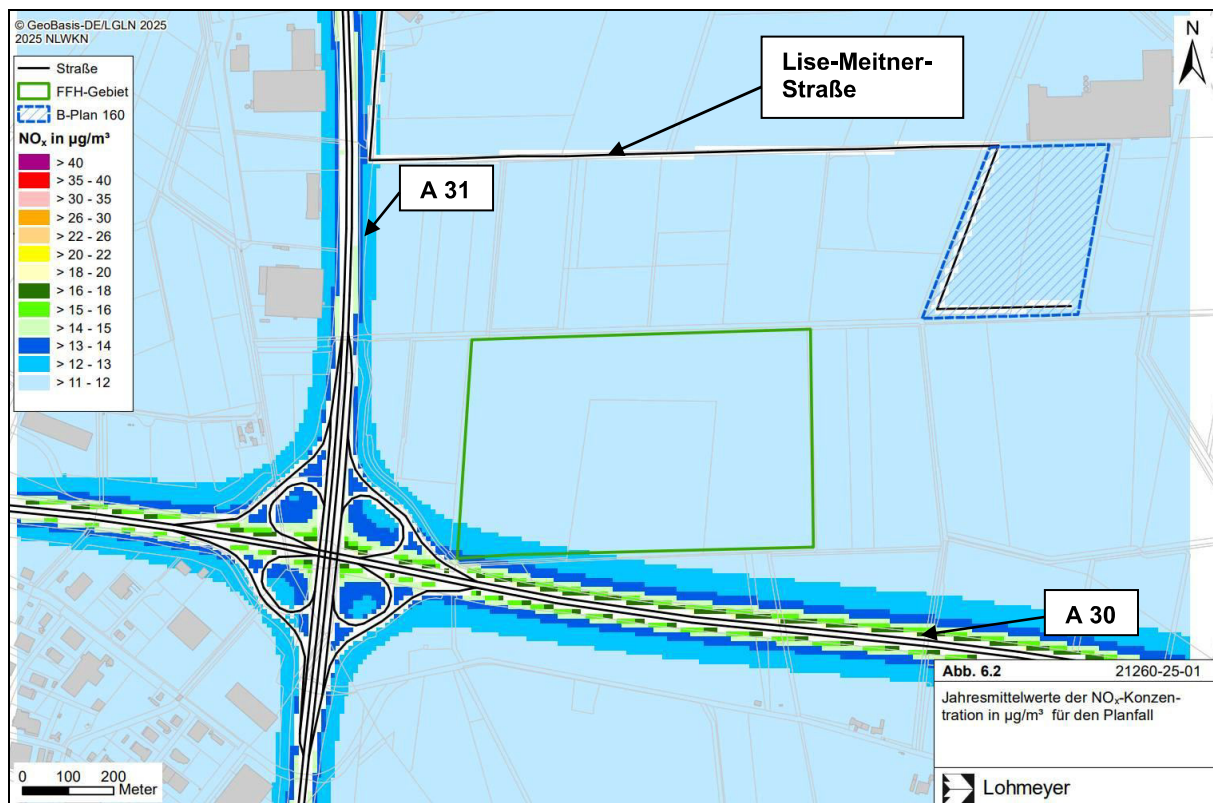 © GeoBasis-DE/LGLN 2025
2025 NLWKN
Straße
FFH-Gebiet
B-Plan 160
NOx in µg/m³
> 40
> 35 - 40
> 30 - 35
> 26 - 30
> 22 - 26
> 20 - 22
> 18 - 20
> 16 - 18
> 15 - 16
> 14 - 15
> 13 - 14
> 12 - 13
> 11 - 12
Lise-Meitner-
Straße
N
A 31
A 30
0 100 200
Meter
Abb. 6.2 21260-25-01
Jahresmittelwerte der NOx-Konzen-
tration in µg/m³ für den Planfall
Lohmeyer